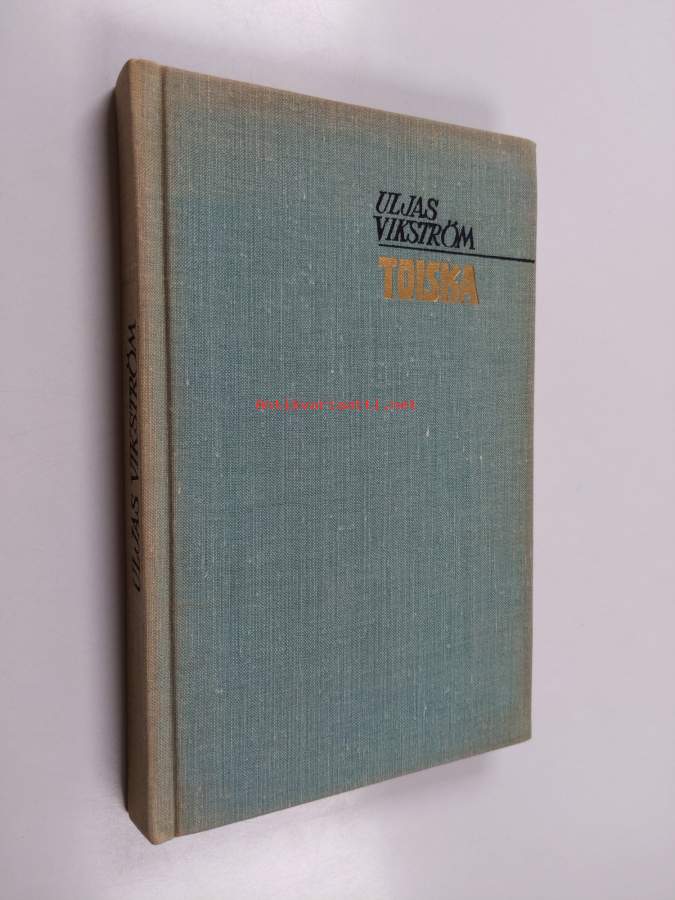 ULJAS
VIKSTRÖM
TOISKA
Antikvariaatti.net
ULJAS VIKSTRÖM